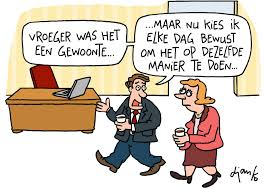 VROEGER WAS HET
EEN GEWOONTE...
...MAAR NU KIES IK
ELKE DAG BEWUST
OM HET OP DEZELFDE
MANIER TE DOEN...